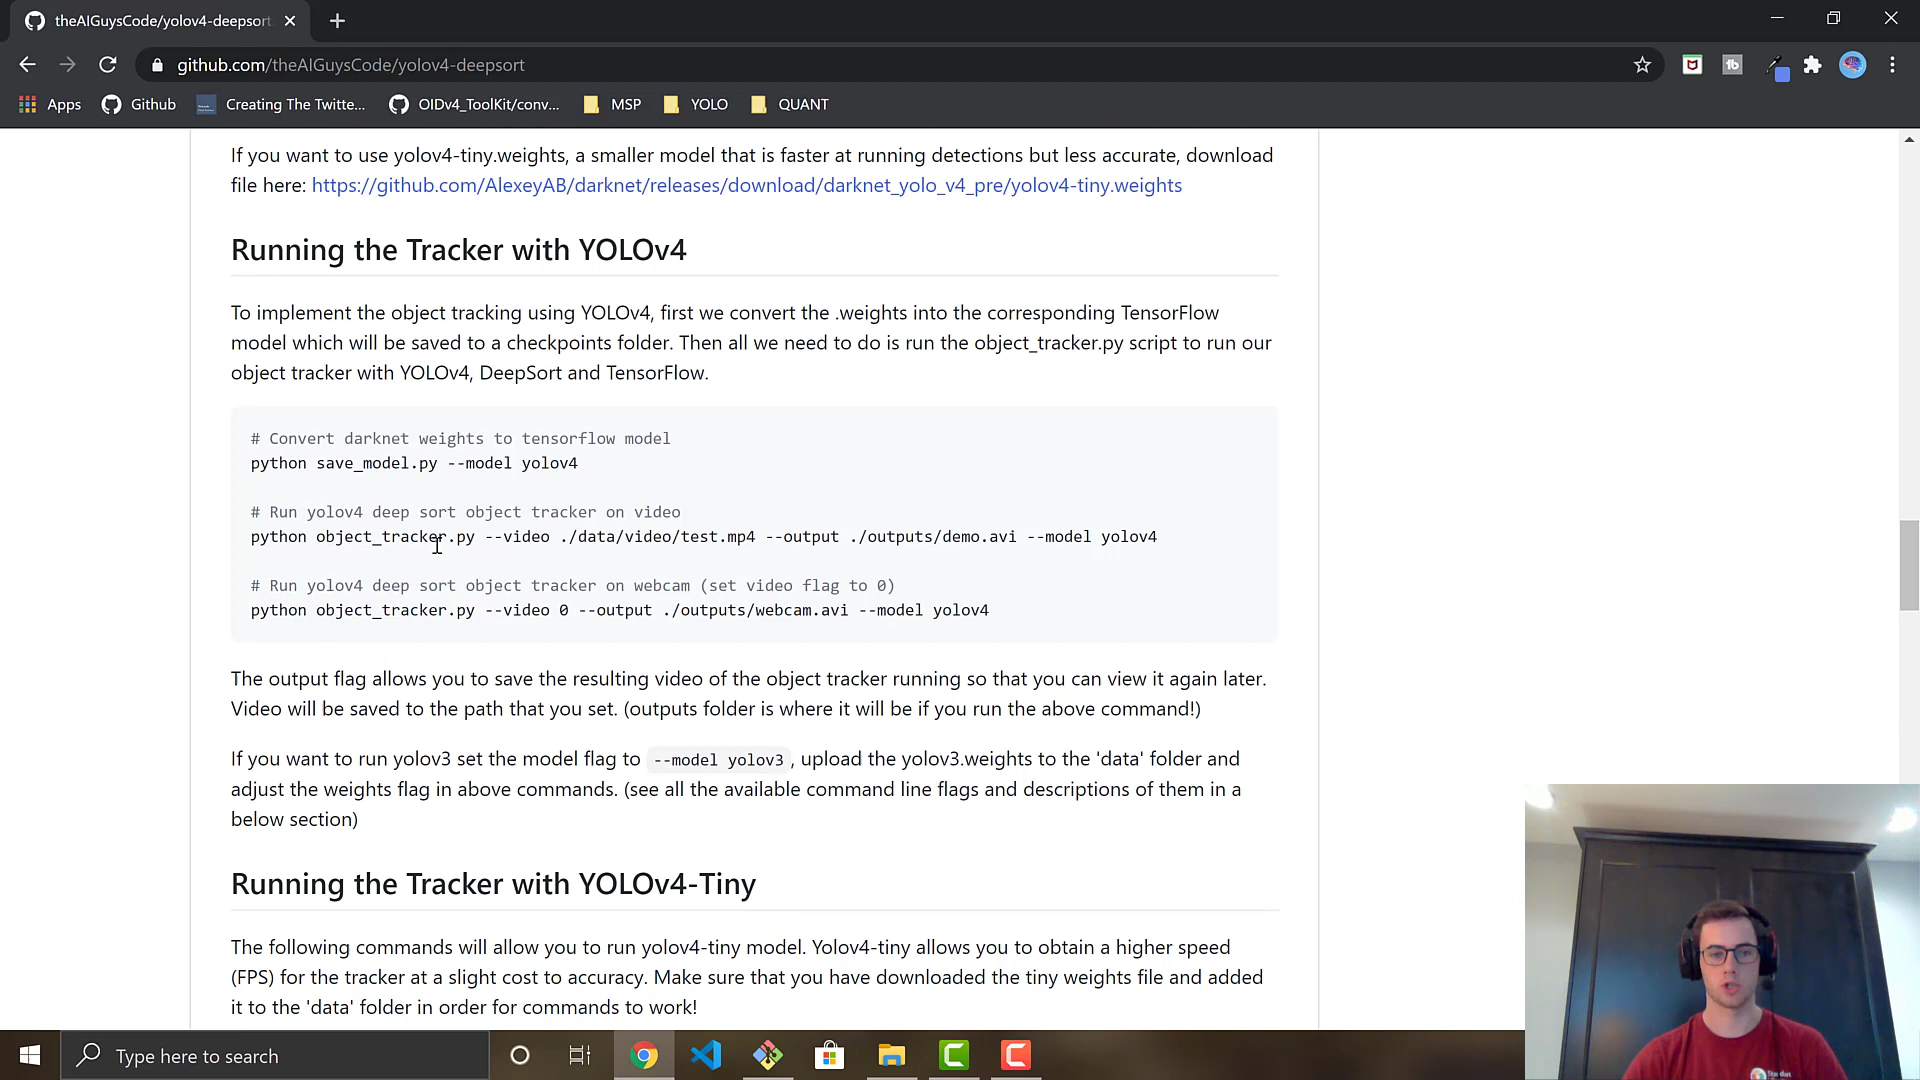 theAIGuysCode/yolov4-deepsort
github.com/theAIGuysCode/yolov4-deepsort
Apps
Github
Creating The Twitte...
OIDv4_ToolKit/conv...
MSP
YOLO
QUANT
If you want to use yolov4-tiny.weights, a smaller model that is faster at running detections but less accurate, download
file here: https://github.com/AlexeyAB/darknet/releases/download/darknet_yolo_v4_pre/yolov4-tiny.weights
Running the Tracker with YOLOv4
To implement the object tracking using YOLOv4, first we convert the .weights into the corresponding TensorFlow
model which will be saved to a checkpoints folder. Then all we need to do is run the object_tracker.py script to run our
object tracker with YOLOv4, DeepSort and TensorFlow.
# Convert darknet weights to tensorflow model
python save_model.py --model yolov4
# Run yolov4 deep sort object tracker on video
python object_tracker.py --video ./data/video/test.mp4 --output ./outputs/demo.avi --model yolov4
# Run yolov4 deep sort object tracker on webcam (set video flag to 0)
python object_tracker.py --video 0 --output ./outputs/webcam.avi --model yolov4
The output flag allows you to save the resulting video of the object tracker running so that you can view it again later.
Video will be saved to the path that you set. (outputs folder is where it will be if you run the above command!)
If you want to run yolov3 set the model flag to --model yolov3 , upload the yolov3.weights to the 'data' folder and
adjust the weights flag in above commands. (see all the available command line flags and descriptions of them in a
below section)
Running the Tracker with YOLOv4-Tiny
The following commands will allow you to run yolov4-tiny model. Yolov4-tiny allows you to obtain a higher speed
(FPS) for the tracker at a slight cost to accuracy. Make sure that you have downloaded the tiny weights file and added
it to the 'data' folder in order for commands to work!
Type here to search